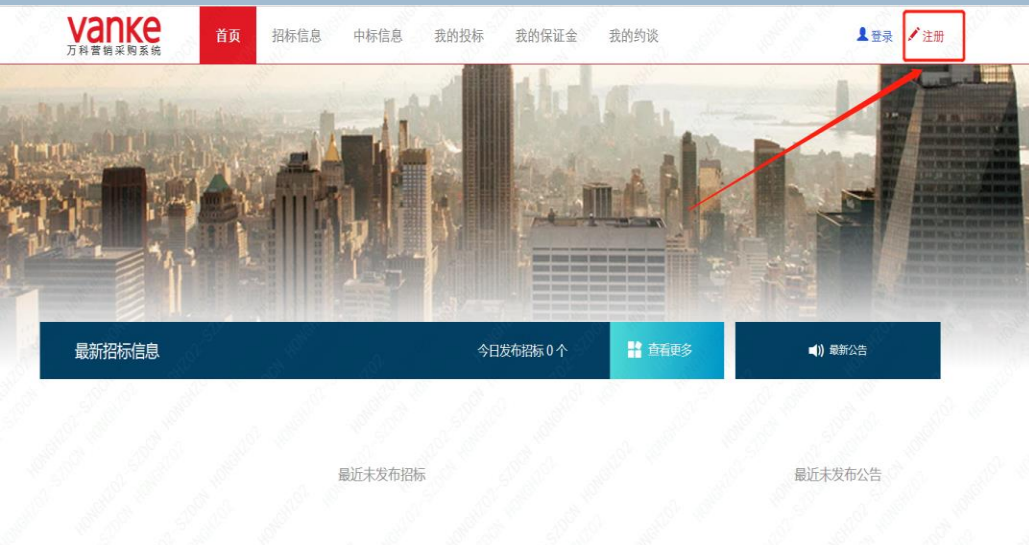 vanke
万科营销采购系统
首页 招标信息 中标信息 我的投标 我的保证金 我的约谈 登录 注册
最新招标信息 今日发布招标 0 个 查看更多 最新公告
最近未发布招标 最近未发布公告